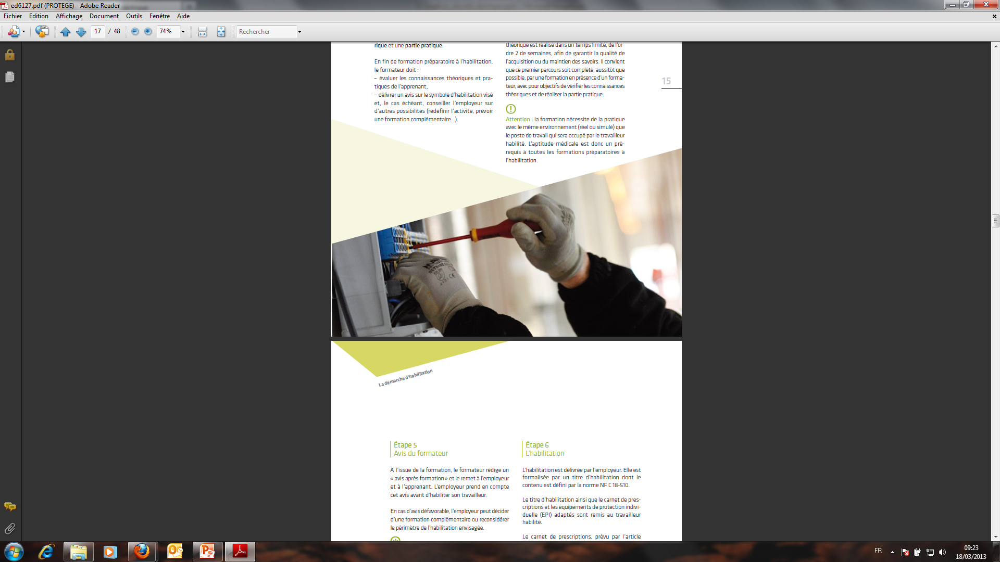 ed6127.pdf (PROTEGE) - Adobe Reader
Fichier Edition Affichage Document Outils Fenêtre Aide
17 / 48 74% Rechercher
rique et une partie pratique.
En fin de formation préparatoire à l'habilitation,
le formateur doit :
– évaluer les connaissances théoriques et pra-
tiques de l'apprenant,
– délivrer un avis sur le symbole d'habilitation visé
et, le cas échéant, conseiller l'employeur sur
d'autres possibilités (redéfinir l'activité, prévoir
une formation complémentaire...).
théorique est réalisé dans un temps limité, de l'or-
dre 2 de semaines, afin de garantir la qualité de
l'acquisition ou du maintien des savoirs. Il convient
que ce premier parcours soit complété, aussitôt que
possible, par une formation en présence d'un forma-
teur, avec pour objectifs de vérifier les connaissances
théoriques et de réaliser la partie pratique.
Attention : la formation nécessite de la pratique
avec le même environnement (réel ou simulé) que
le poste de travail qui sera occupé par le travailleur
habilité. L'aptitude médicale est donc un pré-
requis à toutes les formations préparatoires à
l'habilitation.
15
La démarche d'habilitation
Étape 5
Avis du formateur
À l'issue de la formation, le formateur rédige un
« avis après formation » et le remet à l'employeur
et à l'apprenant. L'employeur prend en compte
cet avis avant d'habiliter son travailleur.
En cas d'avis défavorable, l'employeur peut décider
d'une formation complémentaire ou reconsidérer
le périmètre de l'habilitation envisagée.
Étape 6
L'habilitation
L'habilitation est délivrée par l'employeur. Elle est
formalisée par un titre d'habilitation dont le
contenu est défini par la norme NF C 18-510.
Le titre d'habilitation ainsi que le carnet de pres-
criptions et les équipements de protection indivi-
duelle (EPI) adaptés sont remis au travailleur
habilité.
Le carnet de prescriptions, prévu par l'article
FR
09:23
18/03/2013